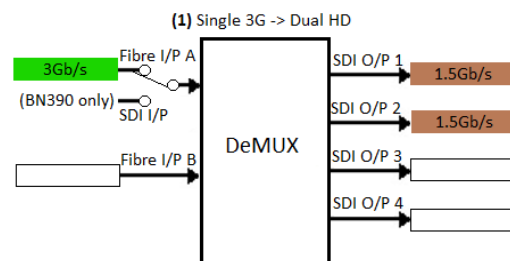 (1) Single 3G -> Dual HD
Fibre I/P A
3Gb/s
(BN390 only)
SDI I/P
Fibre I/P B
DeMUX
SDI O/P 1
1.5Gb/s
SDI O/P 2
1.5Gb/s
SDI O/P 3
SDI O/P 4